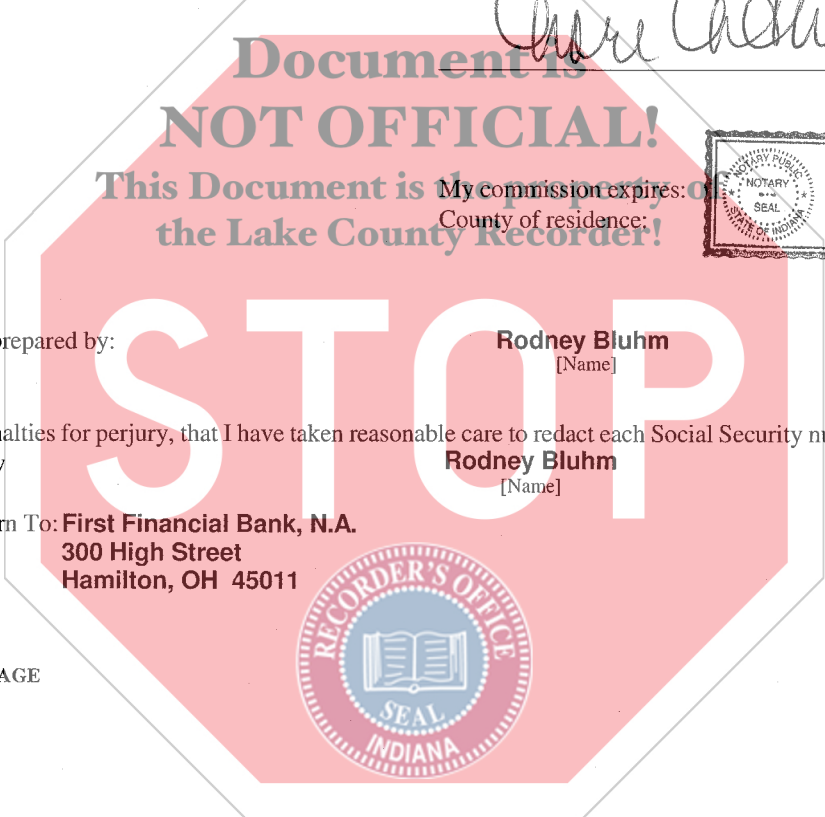 Document is
NOT OFFICIAL!
This Document is the property of
the Lake County Recorder!
My commission expires:
County of residence:
NOTARY PUBLIC
NOTARY
SEAL
STATE OF INDIANA
STOP
prepared by:
Rodney Bluhm
[Name]
alties for perjury, that I have taken reasonable care to redact each Social Security nu
y
Rodney Bluhm
[Name]
rn To: First Financial Bank, N.A.
300 High Street
Hamilton, OH 45011
RECORDER'S OFFICE
SEAL
INDIANA
AGE